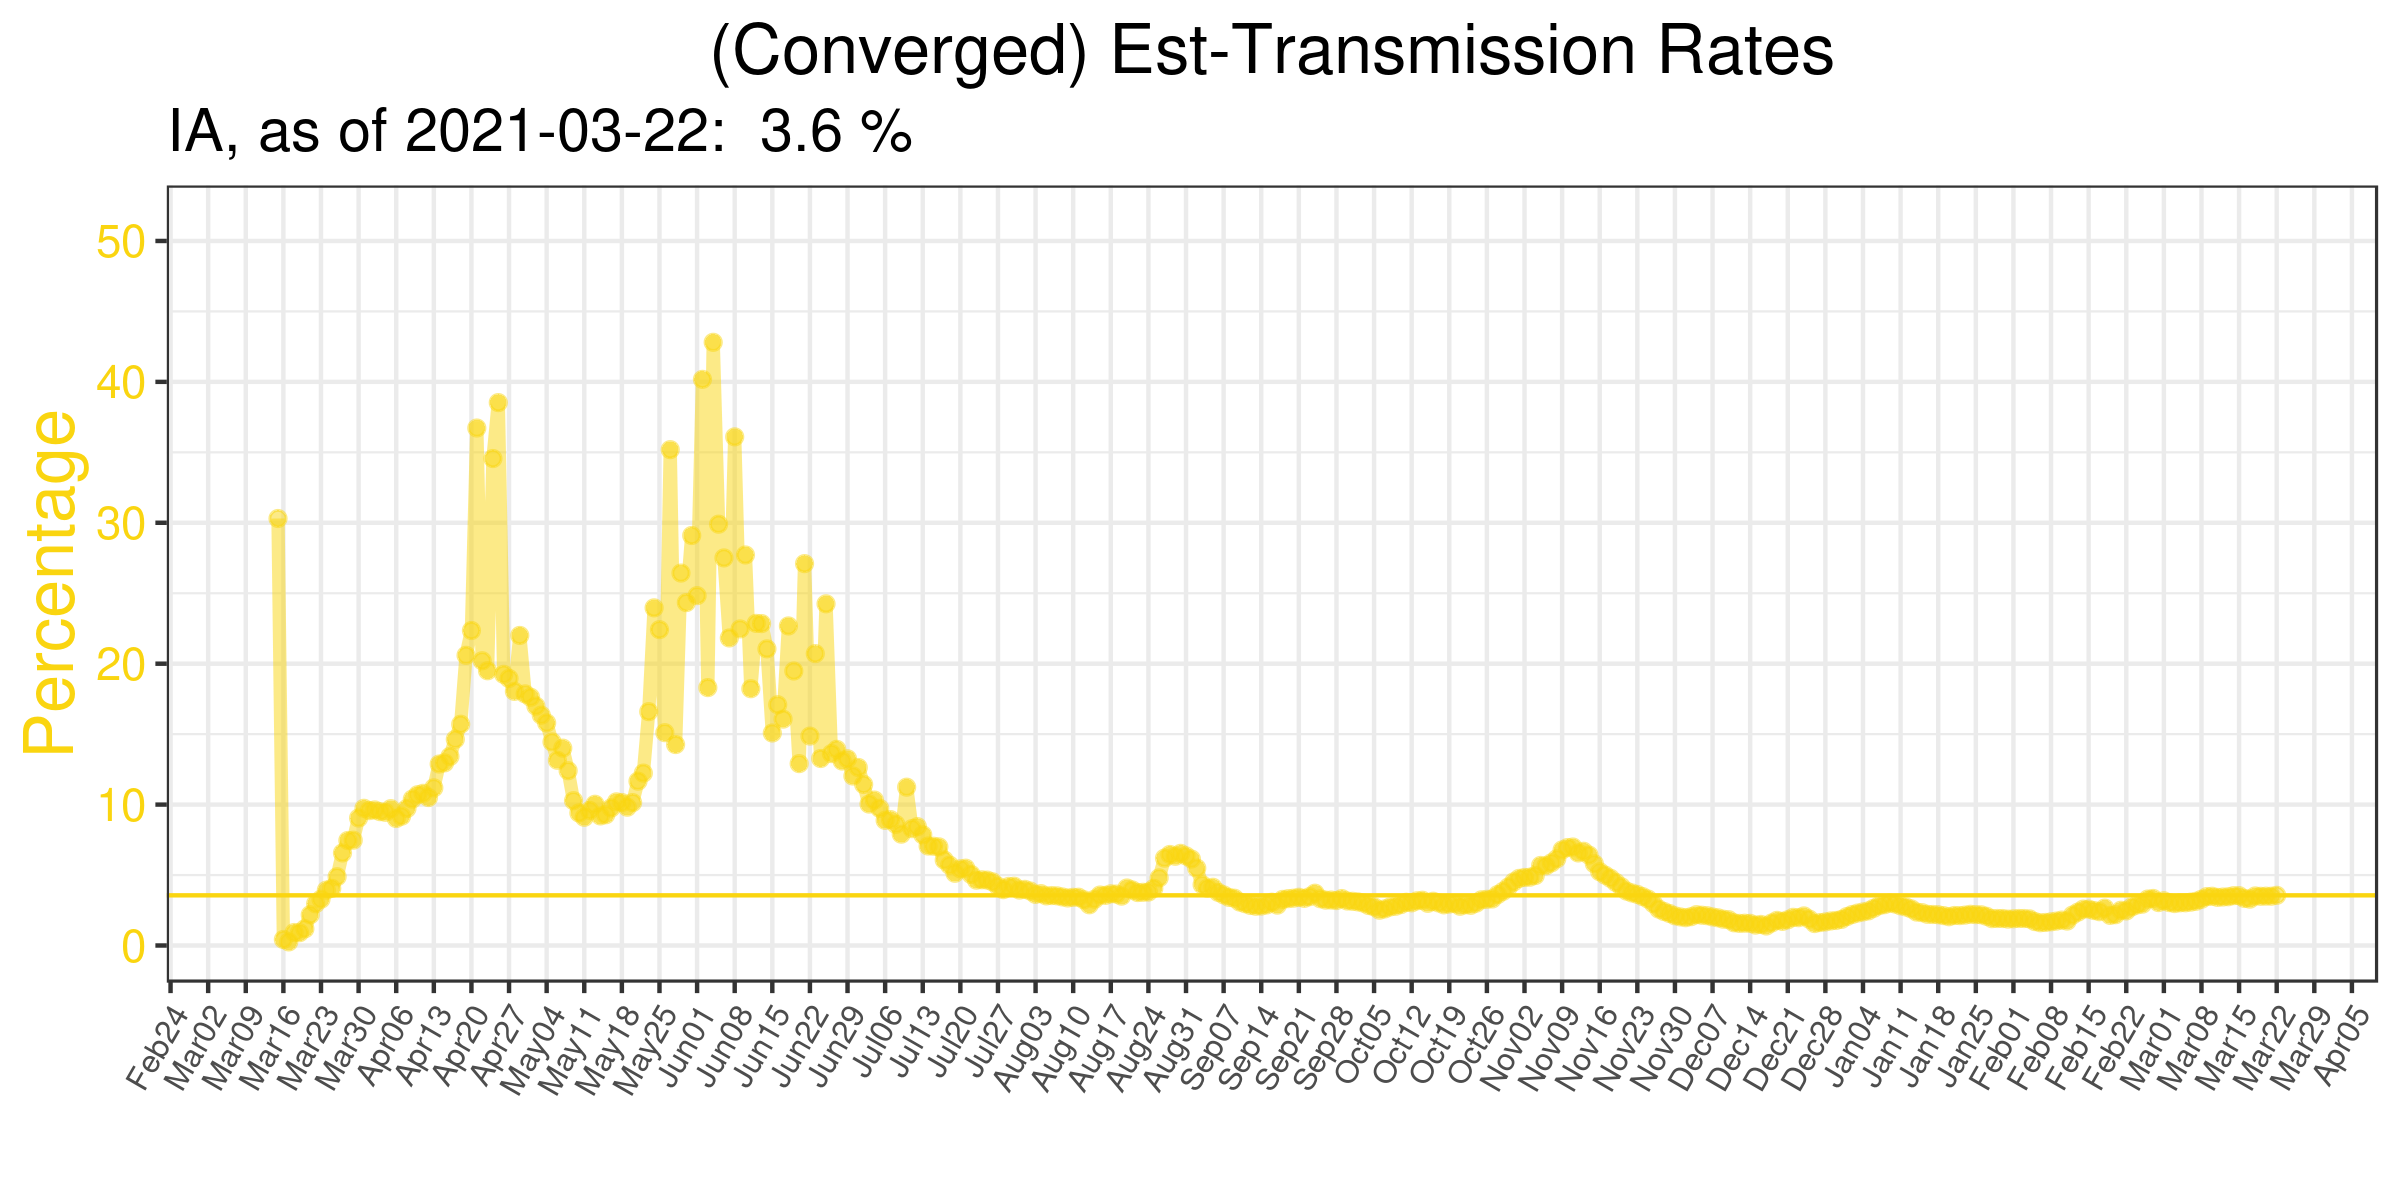 (Converged) Est-Transmission Rates
IA, as of 2021-03-22:  3.6 %
Percentage
50
40
30
20
10
0
Feb24 Mar02 Mar09 Mar16 Mar23 Mar30 Apr06 Apr13 Apr20 Apr27 May04 May11 May18 May25 Jun01 Jun08 Jun15 Jun22 Jun29 Jul06 Jul13 Jul20 Jul27 Aug03 Aug10 Aug17 Aug24 Aug31 Sep07 Sep14 Sep21 Sep28 Oct05 Oct12 Oct19 Oct26 Nov02 Nov09 Nov16 Nov23 Nov30 Dec07 Dec14 Dec21 Dec28 Jan04 Jan11 Jan18 Jan25 Feb01 Feb08 Feb15 Feb22 Mar01 Mar08 Mar15 Mar22 Mar29 Apr05